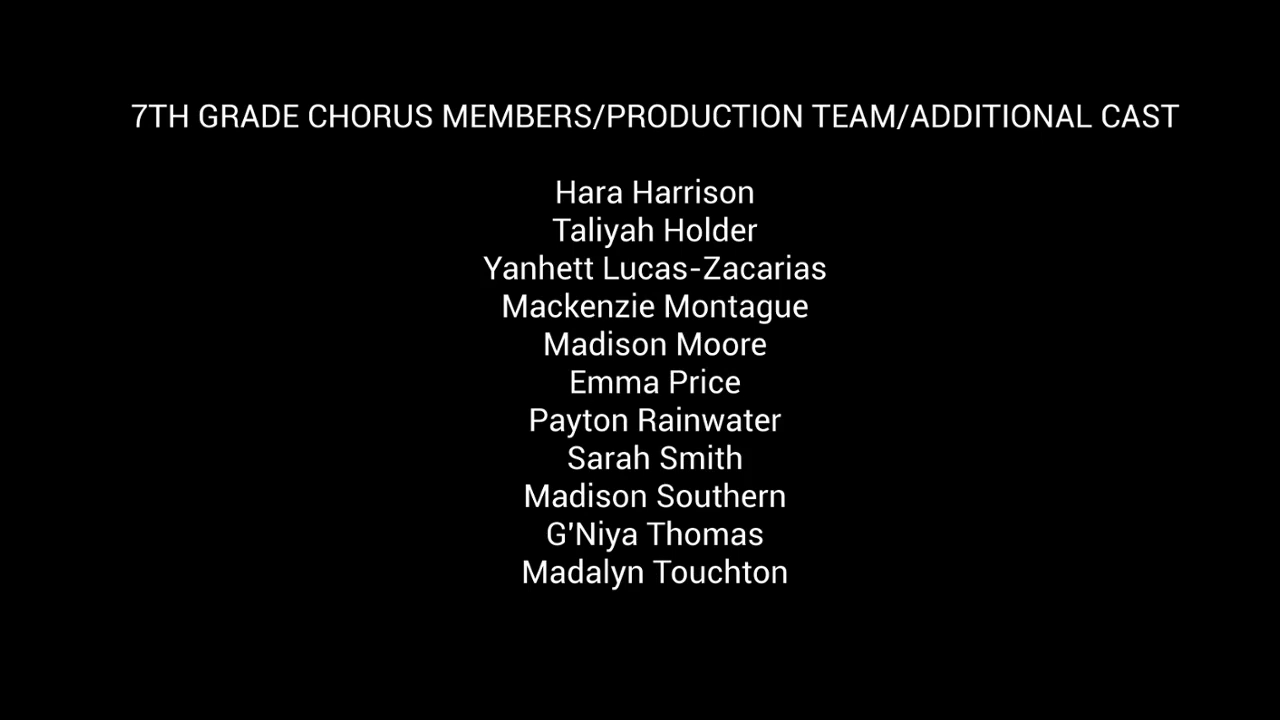 7TH GRADE CHORUS MEMBERS/PRODUCTION TEAM/ADDITIONAL CAST
Hara Harrison
Taliyah Holder
Yanhett Lucas-Zacarias
Mackenzie Montague
Madison Moore
Emma Price
Payton Rainwater
Sarah Smith
Madison Southern
G'Niya Thomas
Madalyn Touchton